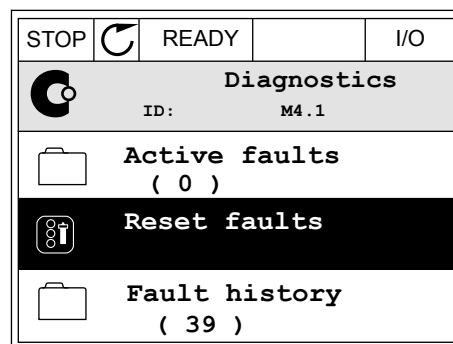 STOP READY I/O
Diagnostics
ID: M4.1
Active faults
( 0 )
Reset faults
Fault history
( 39 )